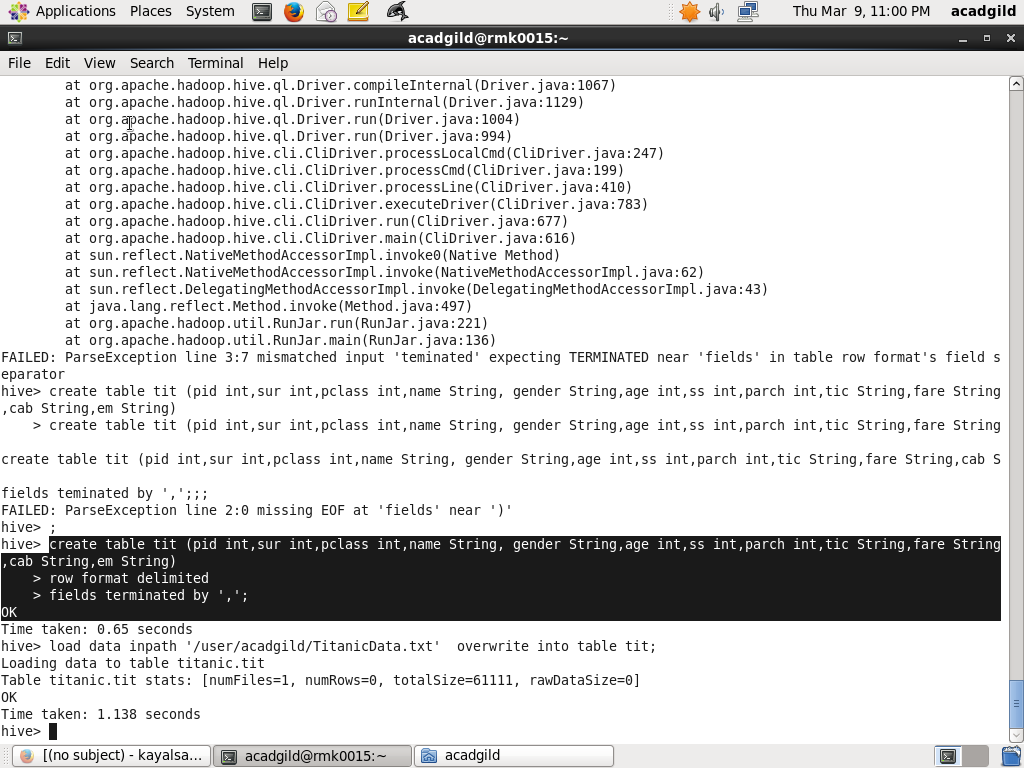 Applications Places System Thu Mar 9, 11:00 PM acadgild
acadgild@rmk0015:~
File Edit View Search Terminal Help
at org.apache.hadoop.hive.ql.Driver.compileInternal(Driver.java:1067)
at org.apache.hadoop.hive.ql.Driver.runInternal(Driver.java:1129)
at org.apache.hadoop.hive.ql.Driver.run(Driver.java:1004)
at org.apache.hadoop.hive.ql.Driver.run(Driver.java:994)
at org.apache.hadoop.hive.cli.CliDriver.processLocalCmd(CliDriver.java:247)
at org.apache.hadoop.hive.cli.CliDriver.processCmd(CliDriver.java:199)
at org.apache.hadoop.hive.cli.CliDriver.processLine(CliDriver.java:410)
at org.apache.hadoop.hive.cli.CliDriver.executeDriver(CliDriver.java:783)
at org.apache.hadoop.hive.cli.CliDriver.run(CliDriver.java:677)
at org.apache.hadoop.hive.cli.CliDriver.main(CliDriver.java:616)
at sun.reflect.NativeMethodAccessorImpl.invoke0(Native Method)
at sun.reflect.NativeMethodAccessorImpl.invoke(NativeMethodAccessorImpl.java:62)
at sun.reflect.DelegatingMethodAccessorImpl.invoke(DelegatingMethodAccessorImpl.java:43)
at java.lang.reflect.Method.invoke(Method.java:497)
at org.apache.hadoop.util.RunJar.run(RunJar.java:221)
at org.apache.hadoop.util.RunJar.main(RunJar.java:136)
FAILED: ParseException line 3:7 mismatched input 'teminated' expecting TERMINATED near 'fields' in table row format's field s
eparator
hive> create table tit (pid int,sur int,pclass int,name String, gender String,age int,ss int,parch int,tic String,fare String
,cab String,em String)
> create table tit (pid int,sur int,pclass int,name String, gender String,age int,ss int,parch int,tic String,fare String
create table tit (pid int,sur int,pclass int,name String, gender String,age int,ss int,parch int,tic String,fare String,cab S
fields teminated by ',';;;
FAILED: ParseException line 2:0 missing EOF at 'fields' near ')'
hive> ;
hive> create table tit (pid int,sur int,pclass int,name String, gender String,age int,ss int,parch int,tic String,fare String
,cab String,em String)
> row format delimited
> fields terminated by ',';
OK
Time taken: 0.65 seconds
hive> load data inpath '/user/acadgild/TitanicData.txt'  overwrite into table tit;
Loading data to table titanic.tit
Table titanic.tit stats: [numFiles=1, numRows=0, totalSize=61111, rawDataSize=0]
OK
Time taken: 1.138 seconds
hive>
[(no subject) - kayalsa... acadgild@rmk0015:~ acadgild